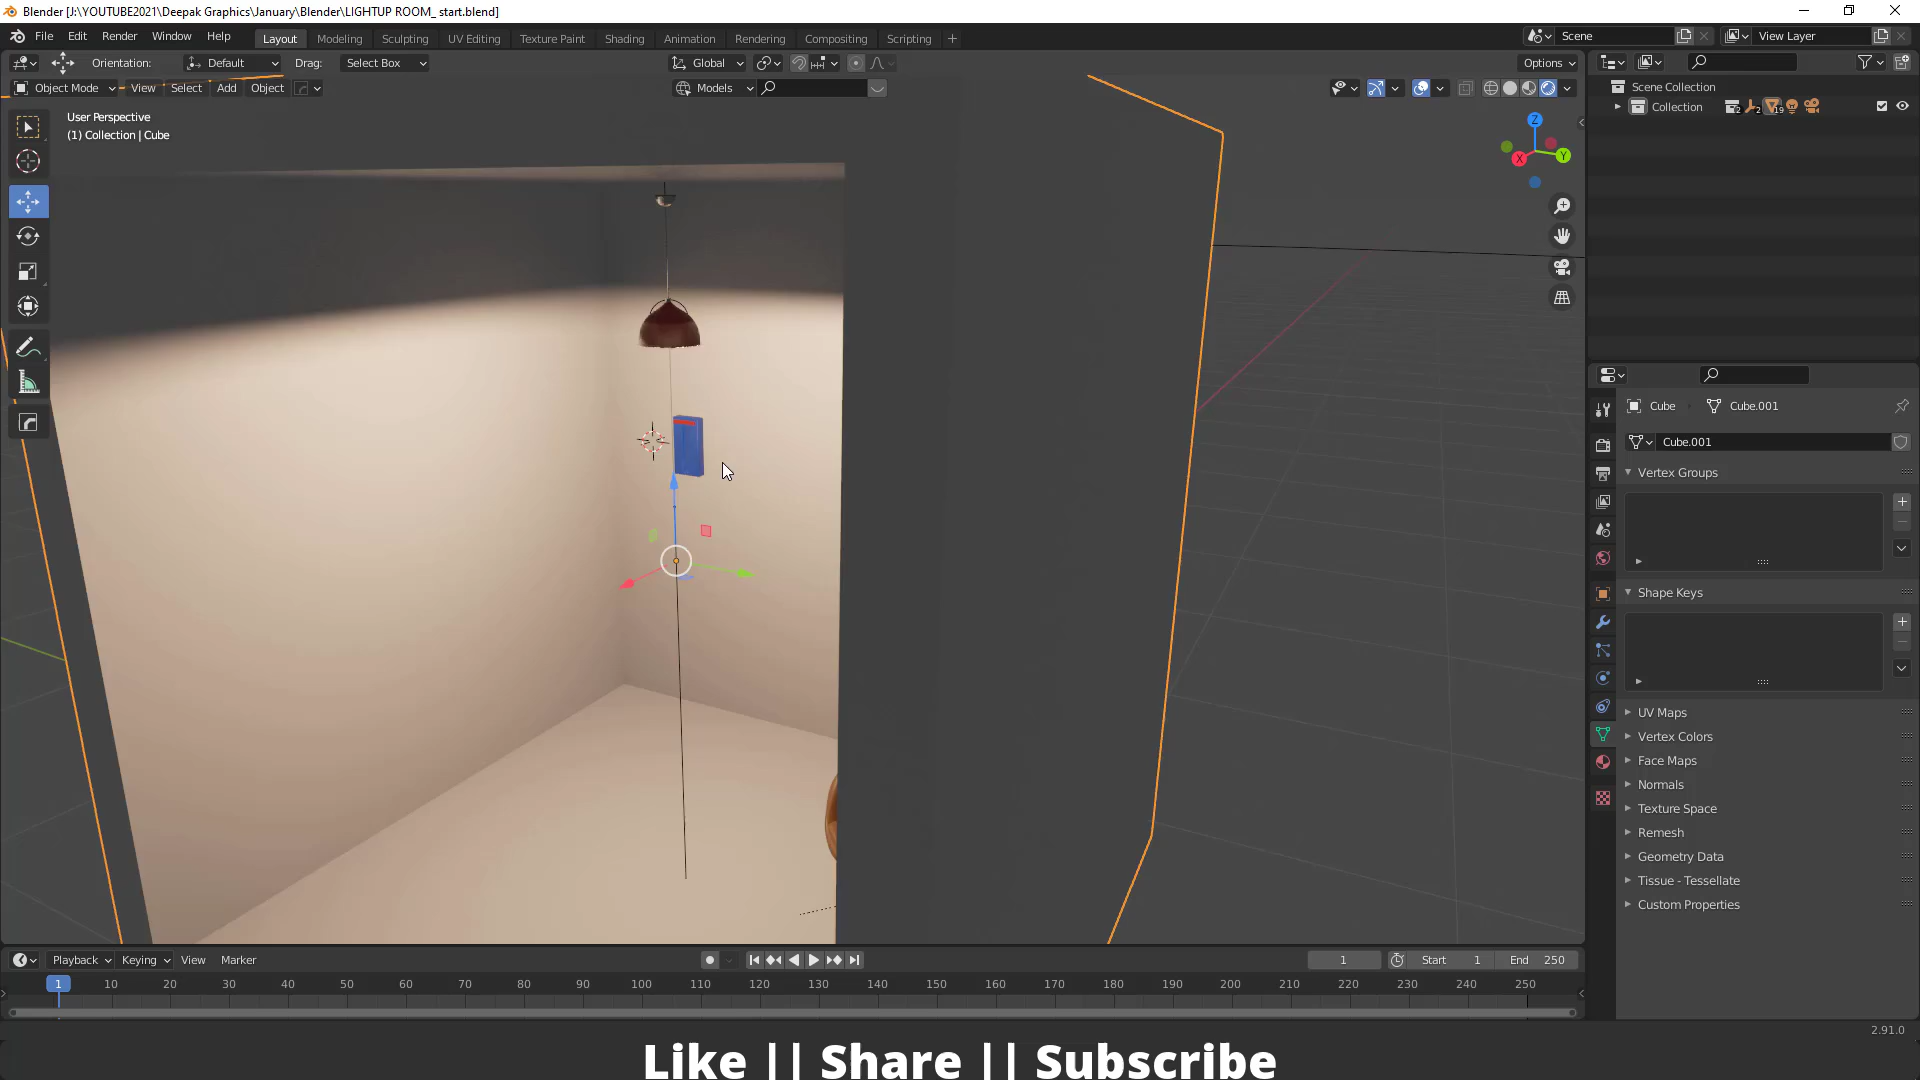 Blender [J:\YOUTUBE2021\Deepak Graphics\January\Blender\LIGHTUP ROOM_ start.blend]
File Edit Render Window Help
Layout Modeling Sculpting UV Editing Texture Paint Shading Animation Rendering Compositing Scripting +
Scene View Layer
Orientation: Default Drag: Select Box Global Options
Object Mode View Select Add Object Models
User Perspective
(1) Collection | Cube
Z
X Y
Scene Collection
Collection 2 2 19
Cube Cube.001
Cube.001
Vertex Groups
Shape Keys
UV Maps
Vertex Colors
Face Maps
Normals
Texture Space
Remesh
Geometry Data
Tissue - Tessellate
Custom Properties
Playback Keying View Marker 1 Start 1 End 250
1 10 20 30 40 50 60 70 80 90 100 110 120 130 140 150 160 170 180 190 200 210 220 230 240 250
2.91.0
Like || Share || Subscribe